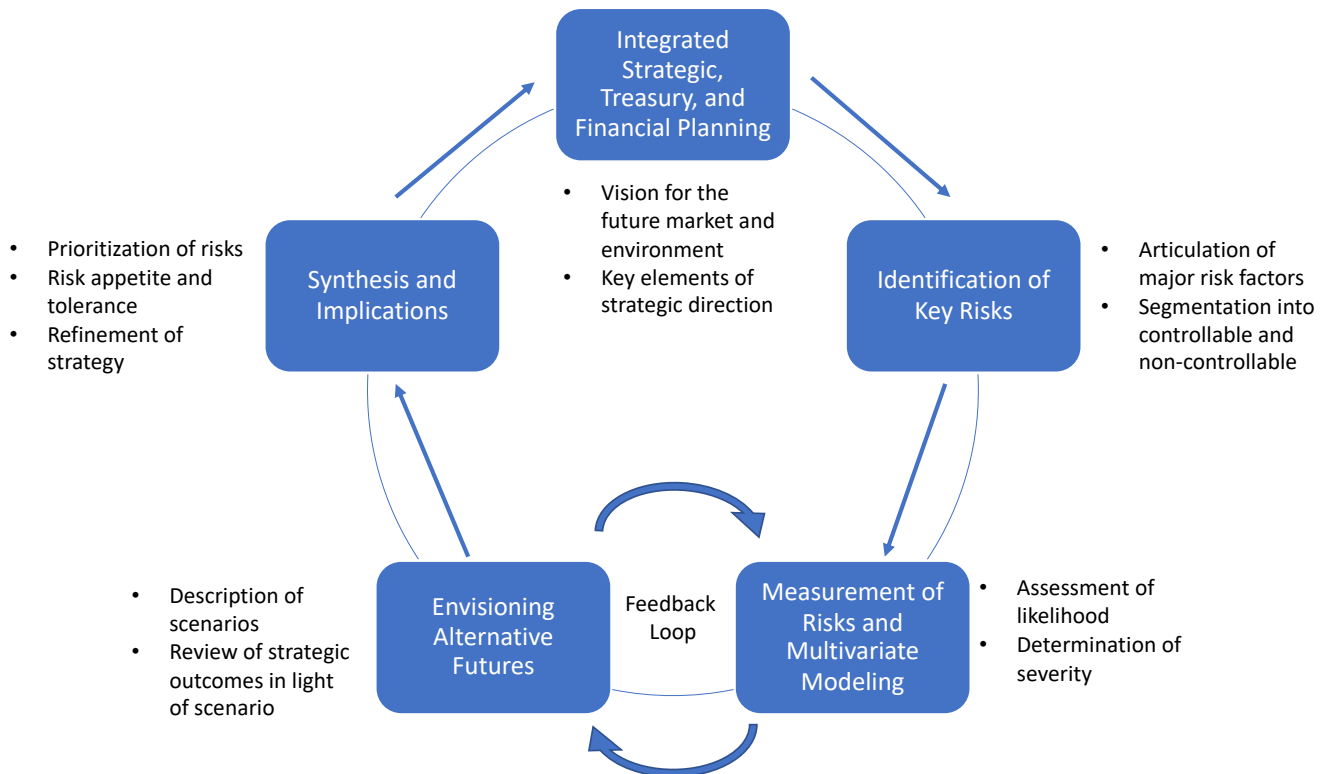 Integrated
Strategic,
Treasury, and
Financial Planning
• Vision for the
future market and
environment
• Key elements of
strategic direction
Identification of
Key Risks
• Articulation of
major risk factors
• Segmentation into
controllable and
non-controllable
Measurement of
Risks and
Multivariate
Modeling
• Assessment of
likelihood
• Determination of
severity
Feedback
Loop
Envisioning
Alternative
Futures
• Description of
scenarios
• Review of strategic
outcomes in light
of scenario
Synthesis and
Implications
• Prioritization of risks
• Risk appetite and
tolerance
• Refinement of
strategy